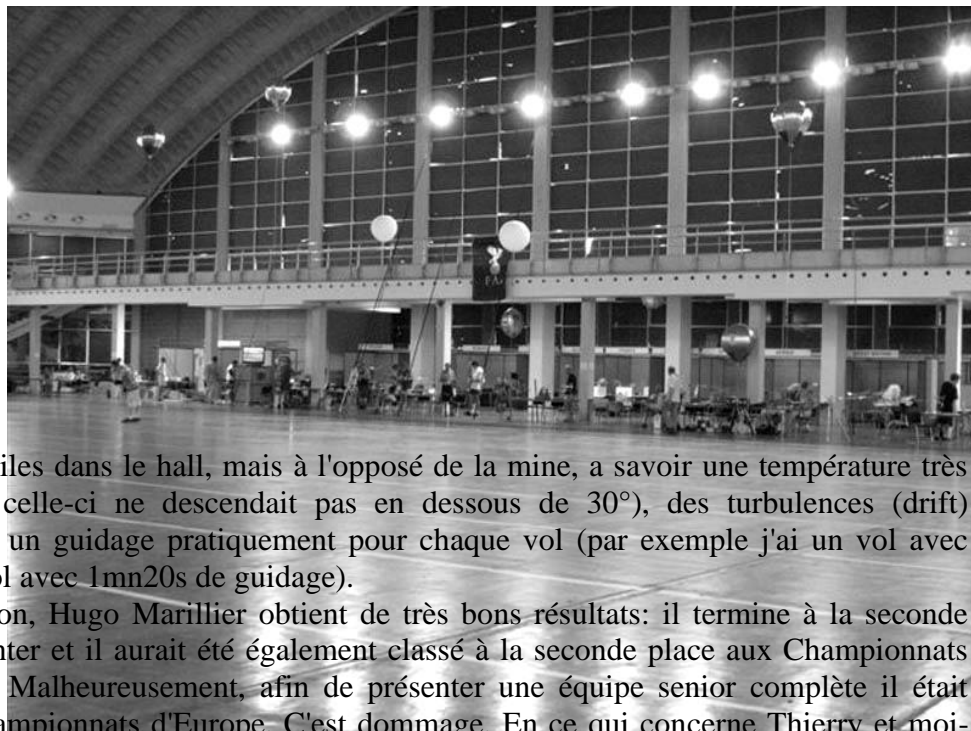 FAI
iles dans le hall, mais à l'opposé de la mine, a savoir une température très
celle-ci ne descendait pas en dessous de 30°), des turbulences (drift)
un guidage pratiquement pour chaque vol (par exemple j'ai un vol avec
ol avec 1mn20s de guidage).
on, Hugo Marillier obtient de très bons résultats: il termine à la seconde
nter et il aurait été également classé à la seconde place aux Championnats
Malheureusement, afin de présenter une équipe senior complète il était
hampionnats d'Europe. C'est dommage. En ce qui concerne Thierry et moi-